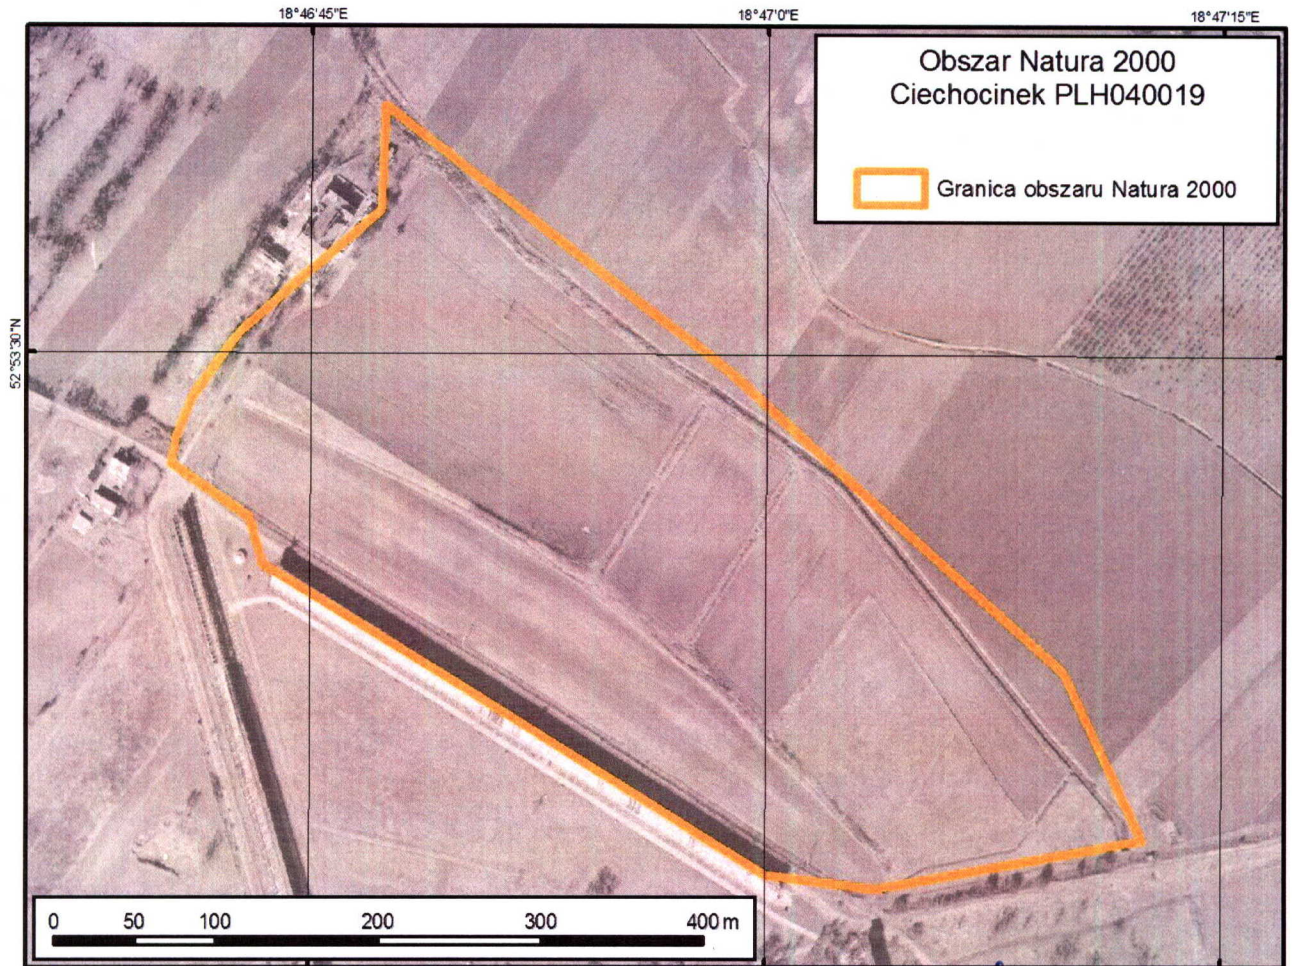 18°46'45"E
18°47'0"E
18°47'15"E
Obszar Natura 2000
Ciechocinek PLH040019
Granica obszaru Natura 2000
52°53'30"N
0 50 100 200 300 400 m